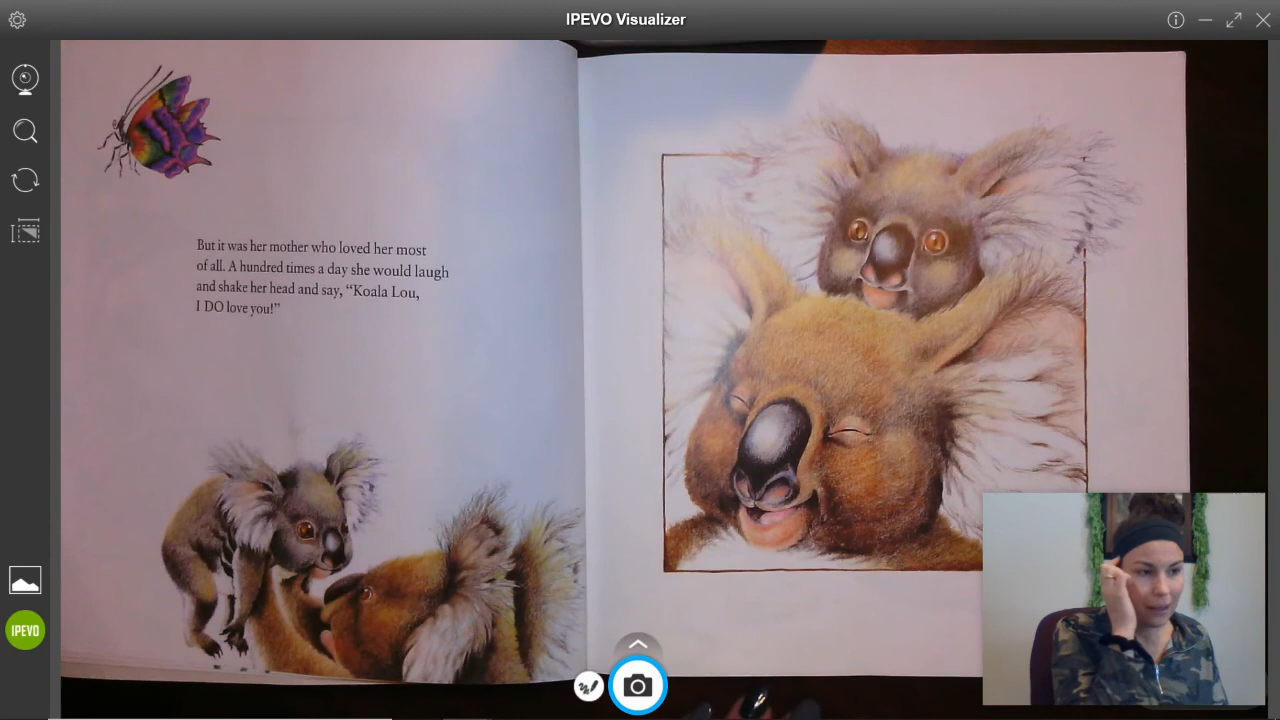 IPEVO Visualizer
But it was her mother who loved her most
of all. A hundred times a day she would laugh
and shake her head and say, “Koala Lou,
I DO love you!”
IPEVO